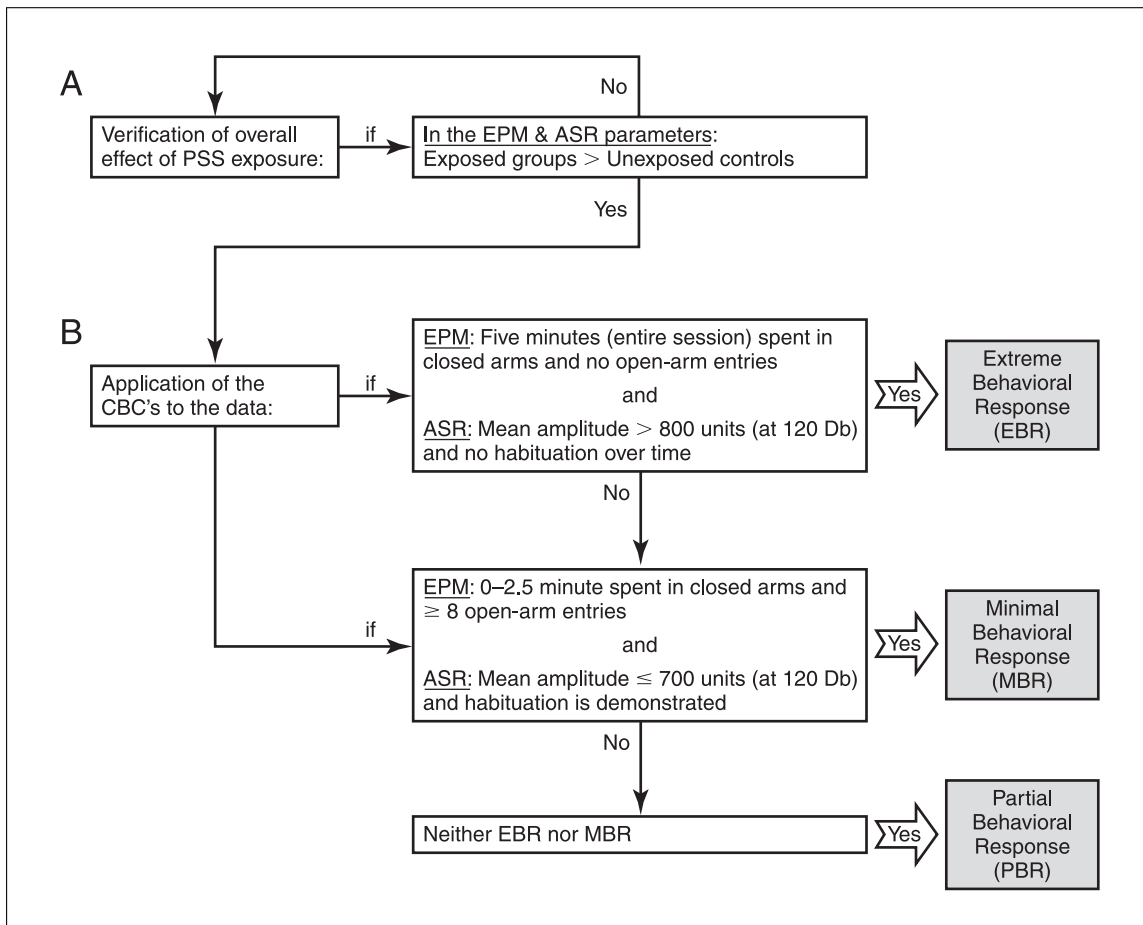 A
No
Verification of overall
effect of PSS exposure:
if
In the EPM & ASR parameters:
Exposed groups > Unexposed controls
Yes
B
Application of the
CBC's to the data:
if
EPM: Five minutes (entire session) spent in
closed arms and no open-arm entries
and
ASR: Mean amplitude > 800 units (at 120 Db)
and no habituation over time
Yes
Extreme
Behavioral
Response
(EBR)
No
if
EPM: 0–2.5 minute spent in closed arms and
≥ 8 open-arm entries
and
ASR: Mean amplitude ≤ 700 units (at 120 Db)
and habituation is demonstrated
Yes
Minimal
Behavioral
Response
(MBR)
No
Neither EBR nor MBR
Yes
Partial
Behavioral
Response
(PBR)